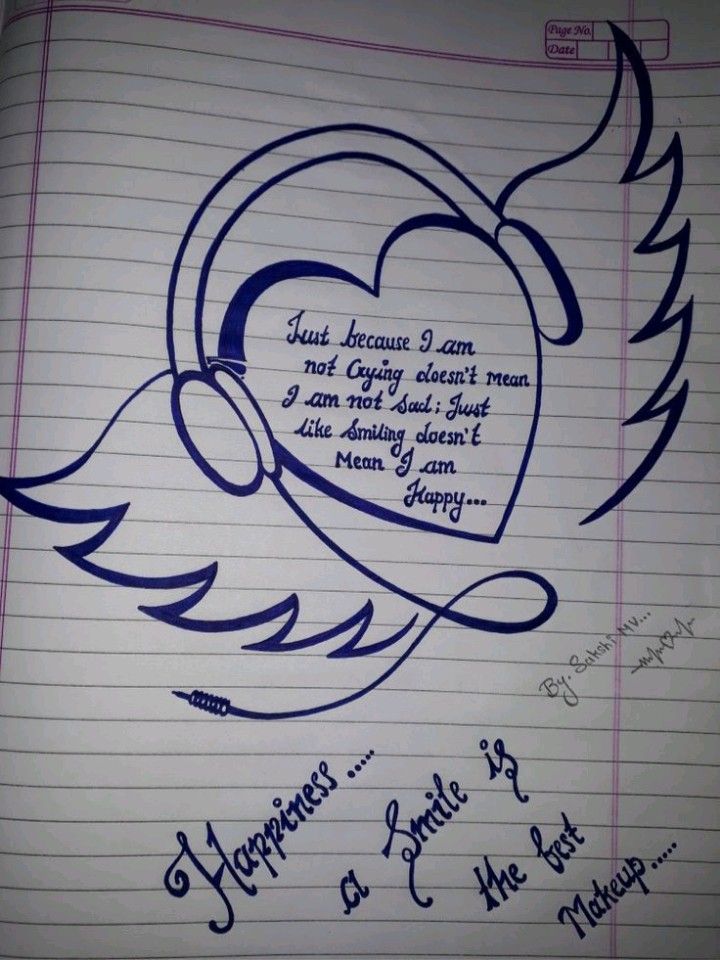 Page No.
Date
Just because I am
not Crying doesn't mean
I am not Sad; Just
like Smiling doesn't
Mean I am
Happy...
By. Sakshi MV...
Happiness.....
a Smile is
the best
Makeup.....